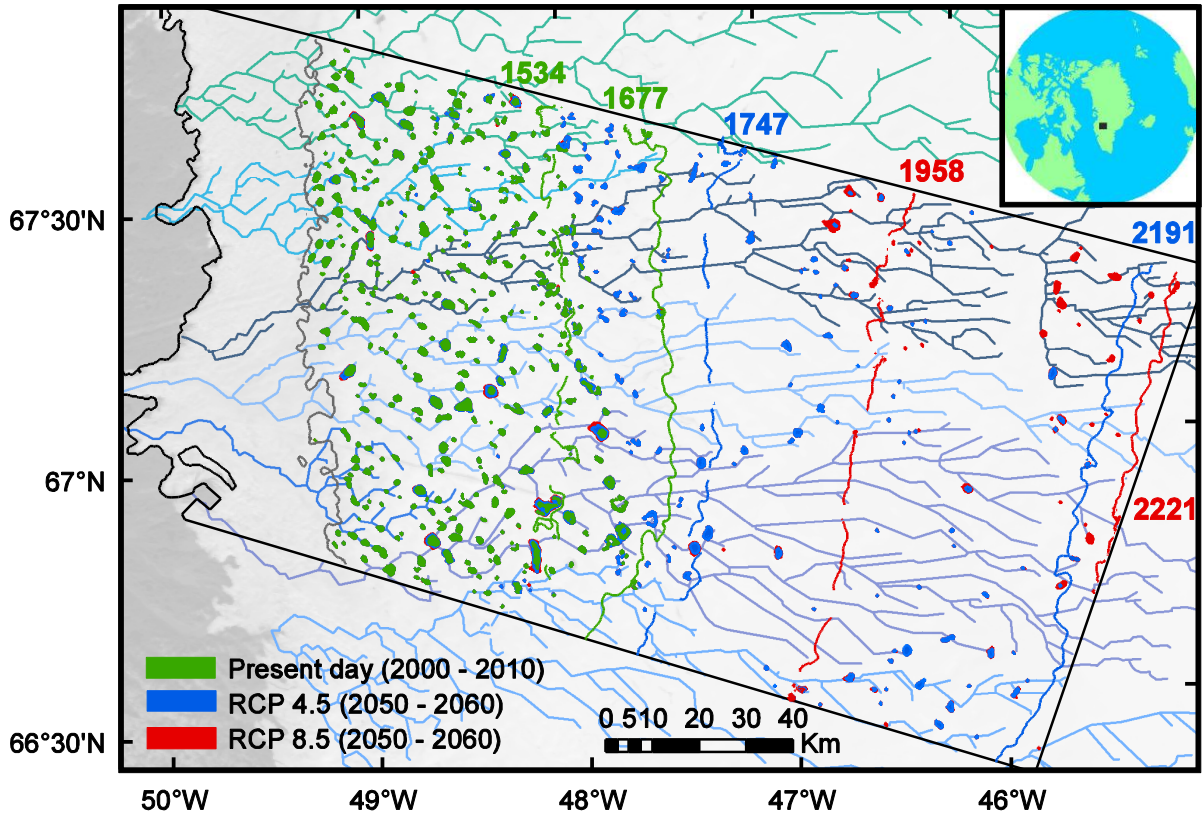 1534
1677
1747
1958
2191
2221
67°30'N
67°N
66°30'N
Present day (2000 - 2010)
RCP 4.5 (2050 - 2060)
RCP 8.5 (2050 - 2060)
0 5 10 20 30 40
Km
50°W 49°W 48°W 47°W 46°W